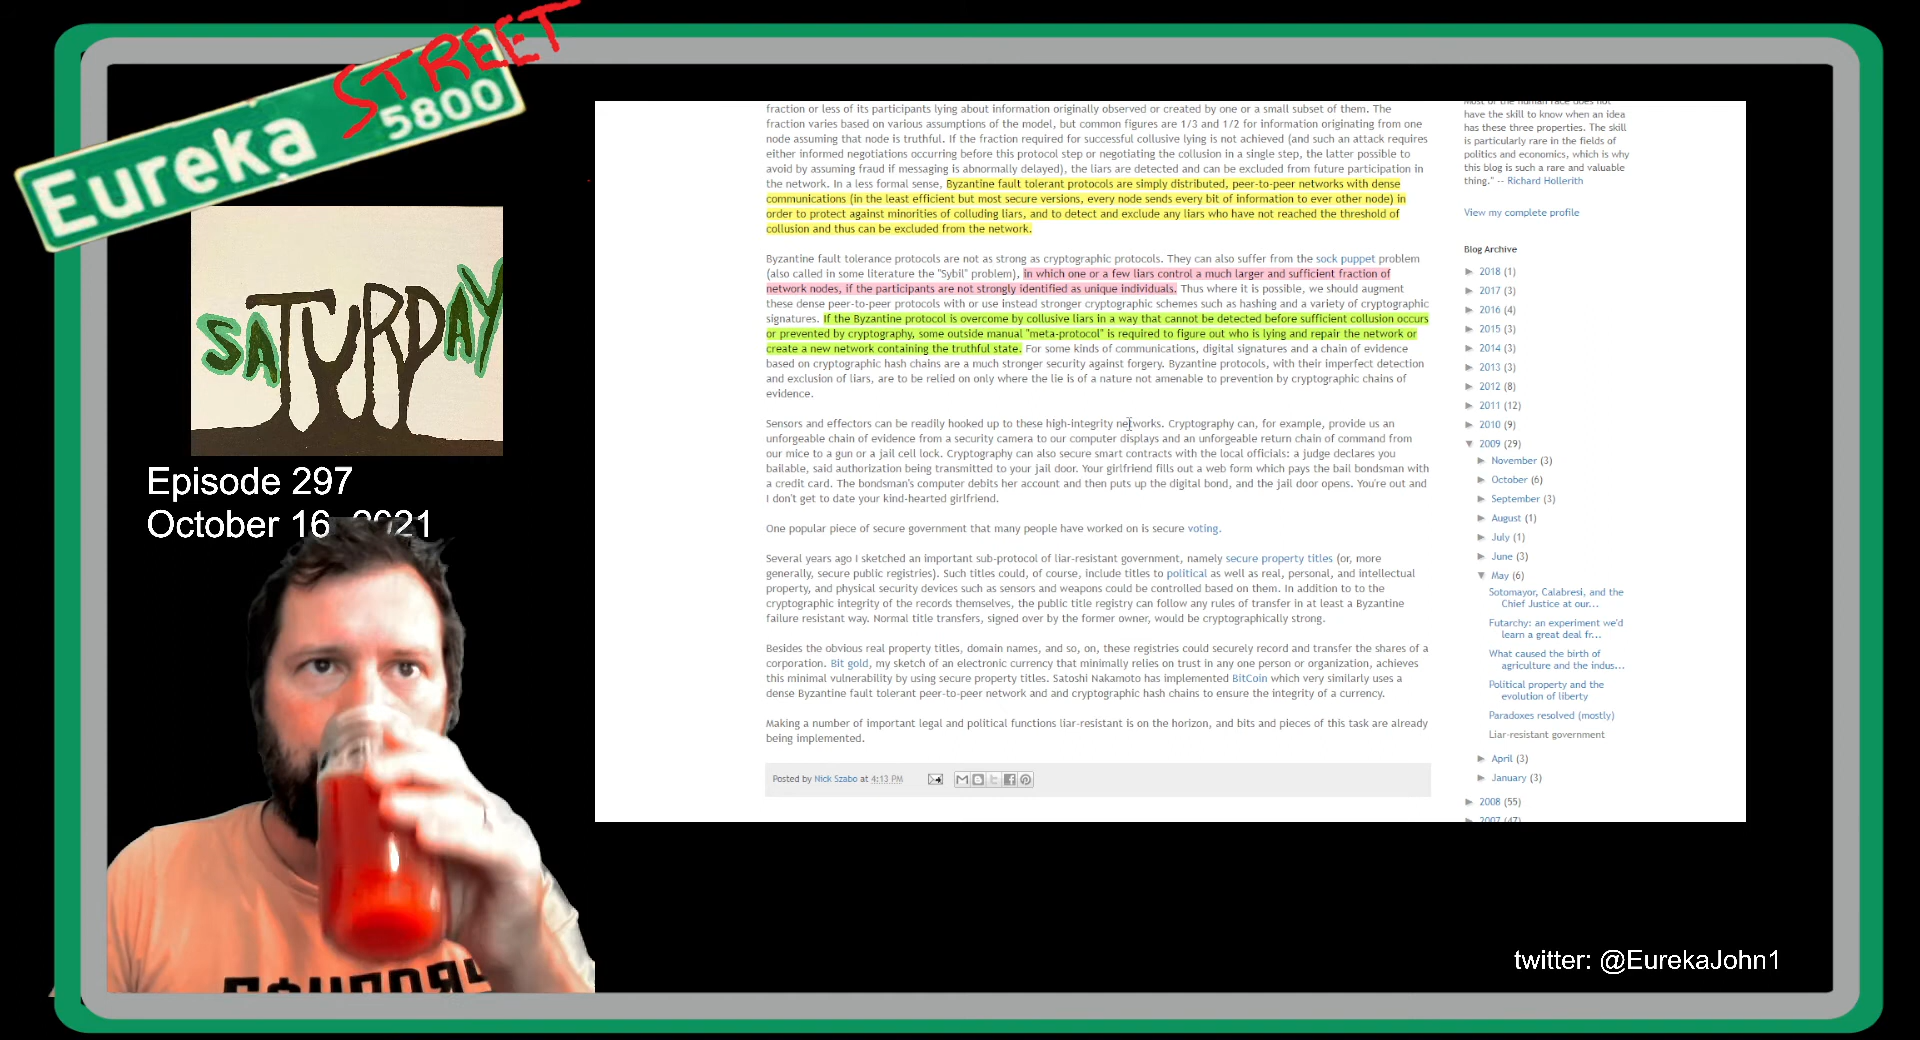 Eureka STREET
5800
SATURDAY
Episode 297
October 16, 2021
fraction or less of its participants lying about information originally observed or created by one or a small subset of them. The
fraction varies based on various assumptions of the model, but common figures are 1/3 and 1/2 for information originating from one
node assuming that node is truthful. If the fraction required for successful collusive lying is not achieved (and such an attack requires
either informed negotiations occurring before this protocol step or negotiating the collusion in a single step, the latter possible to
avoid by assuming fraud if messaging is abnormally delayed), the liars are detected and can be excluded from future participation in
the network. In a less formal sense, Byzantine fault tolerant protocols are simply distributed, peer-to-peer networks with dense
communications (in the least efficient but most secure versions, every node sends every bit of information to ever other node) in
order to protect against minorities of colluding liars, and to detect and exclude any liars who have not reached the threshold of
collusion and thus can be excluded from the network.
Byzantine fault tolerance protocols are not as strong as cryptographic protocols. They can also suffer from the sock puppet problem
(also called in some literature the "Sybil" problem), in which one or a few liars control a much larger and sufficient fraction of
network nodes, if the participants are not strongly identified as unique individuals. Thus where it is possible, we should augment
these dense peer-to-peer protocols with or use instead stronger cryptographic schemes such as hashing and a variety of cryptographic
signatures. If the Byzantine protocol is overcome by collusive liars in a way that cannot be detected before sufficient collusion occurs
or prevented by cryptography, some outside manual "meta-protocol" is required to figure out who is lying and repair the network or
create a new network containing the truthful state. For some kinds of communications, digital signatures and a chain of evidence
based on cryptographic hash chains are a much stronger security against forgery. Byzantine protocols, with their imperfect detection
and exclusion of liars, are to be relied on only where the lie is of a nature not amenable to prevention by cryptographic chains of
evidence.
Sensors and effectors can be readily hooked up to these high-integrity networks. Cryptography can, for example, provide us an
unforgeable chain of evidence from a security camera to our computer displays and an unforgeable return chain of command from
our mice to a gun or a jail cell lock. Cryptography can also secure smart contracts with the local officials: a judge declares you
bailable, said authorization being transmitted to your jail door. Your girlfriend fills out a web form which pays the bail bondsman with
a credit card. The bondsman's computer debits her account and then puts up the digital bond, and the jail door opens. You're out and
I don't get to date your kind-hearted girlfriend.
One popular piece of secure government that many people have worked on is secure voting.
Several years ago I sketched an important sub-protocol of liar-resistant government, namely secure property titles (or, more
generally, secure public registries). Such titles could, of course, include titles to political as well as real, personal, and intellectual
property, and physical security devices such as sensors and weapons could be controlled based on them. In addition to to the
cryptographic integrity of the records themselves, the public title registry can follow any rules of transfer in at least a Byzantine
failure resistant way. Normal title transfers, signed over by the former owner, would be cryptographically strong.
Besides the obvious real property titles, domain names, and so, on, these registries could securely record and transfer the shares of a
corporation. Bit gold, my sketch of an electronic currency that minimally relies on trust in any one person or organization, achieves
this minimal vulnerability by using secure property titles. Satoshi Nakamoto has implemented BitCoin which very similarly uses a
dense Byzantine fault tolerant peer-to-peer network and and cryptographic hash chains to ensure the integrity of a currency.
Making a number of important legal and political functions liar-resistant is on the horizon, and bits and pieces of this task are already
being implemented.
Posted by Nick Szabo at 4:13 PM
Most of the human race does not
have the skill to know when an idea
has these three properties. The skill
is particularly rare in the fields of
politics and economics, which is why
this blog is such a rare and valuable
thing." -- Richard Hollerith
View my complete profile
Blog Archive
► 2018 (1)
► 2017 (3)
► 2016 (4)
► 2015 (3)
► 2014 (3)
► 2013 (3)
► 2012 (8)
► 2011 (12)
► 2010 (9)
▼ 2009 (29)
► November (3)
► October (6)
► September (3)
► August (1)
► July (1)
► June (3)
▼ May (6)
Sotomayor, Calabresi, and the
Chief Justice at our...
Futarchy: an experiment we'd
learn a great deal fr...
What caused the birth of
agriculture and the indus...
Political property and the
evolution of liberty
Paradoxes resolved (mostly)
Liar-resistant government
► April (3)
► January (3)
► 2008 (55)
► 2007 (47)
twitter: @EurekaJohn1